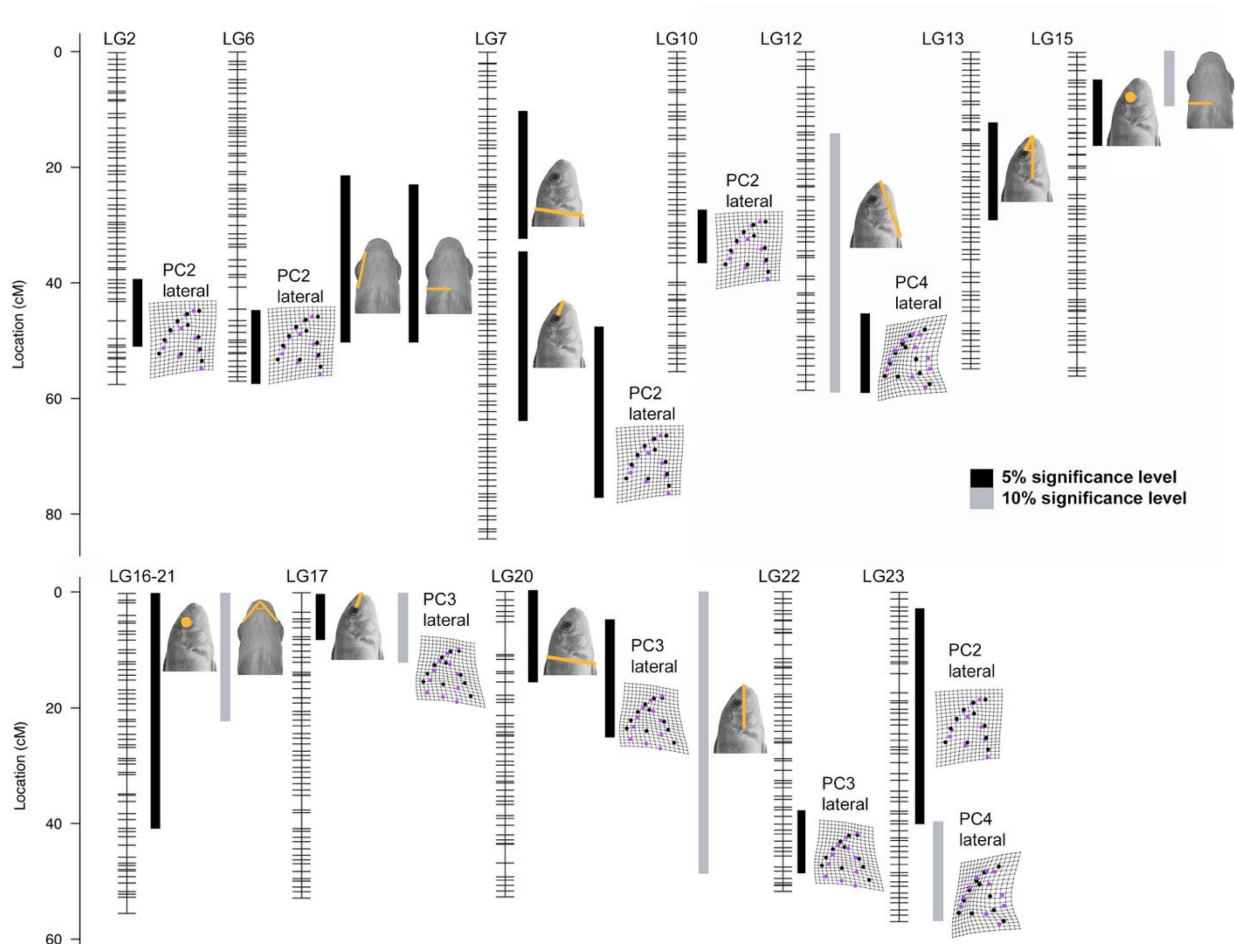 LG2 LG6 LG7 LG10 LG12 LG13 LG15
0
20
40
60
80
Location (cM)
PC2
lateral
PC2
lateral
PC2
lateral
PC2
lateral
PC4
lateral
5% significance level
10% significance level
LG16-21 LG17 LG20 LG22 LG23
0
20
40
60
Location (cM)
PC3
lateral
PC3
lateral
PC3
lateral
PC2
lateral
PC4
lateral